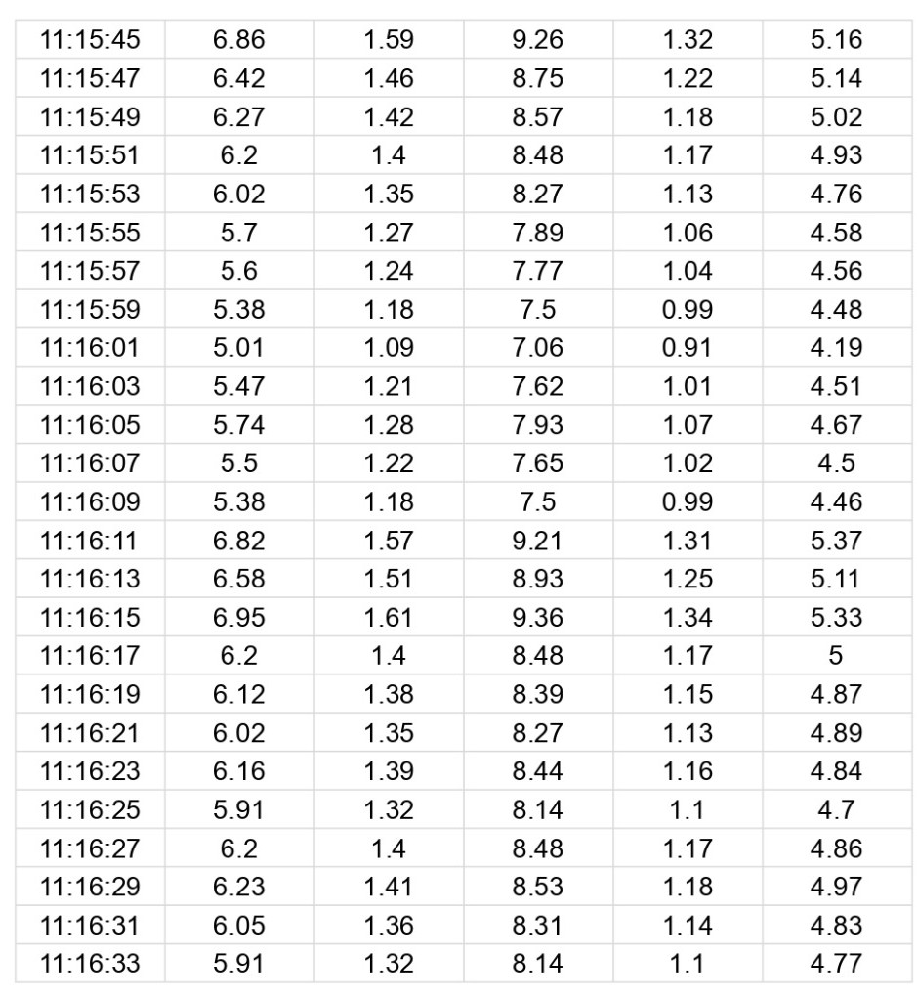 11:15:45 6.86 1.59 9.26 1.32 5.16
11:15:47 6.42 1.46 8.75 1.22 5.14
11:15:49 6.27 1.42 8.57 1.18 5.02
11:15:51 6.2 1.4 8.48 1.17 4.93
11:15:53 6.02 1.35 8.27 1.13 4.76
11:15:55 5.7 1.27 7.89 1.06 4.58
11:15:57 5.6 1.24 7.77 1.04 4.56
11:15:59 5.38 1.18 7.5 0.99 4.48
11:16:01 5.01 1.09 7.06 0.91 4.19
11:16:03 5.47 1.21 7.62 1.01 4.51
11:16:05 5.74 1.28 7.93 1.07 4.67
11:16:07 5.5 1.22 7.65 1.02 4.5
11:16:09 5.38 1.18 7.5 0.99 4.46
11:16:11 6.82 1.57 9.21 1.31 5.37
11:16:13 6.58 1.51 8.93 1.25 5.11
11:16:15 6.95 1.61 9.36 1.34 5.33
11:16:17 6.2 1.4 8.48 1.17 5
11:16:19 6.12 1.38 8.39 1.15 4.87
11:16:21 6.02 1.35 8.27 1.13 4.89
11:16:23 6.16 1.39 8.44 1.16 4.84
11:16:25 5.91 1.32 8.14 1.1 4.7
11:16:27 6.2 1.4 8.48 1.17 4.86
11:16:29 6.23 1.41 8.53 1.18 4.97
11:16:31 6.05 1.36 8.31 1.14 4.83
11:16:33 5.91 1.32 8.14 1.1 4.77